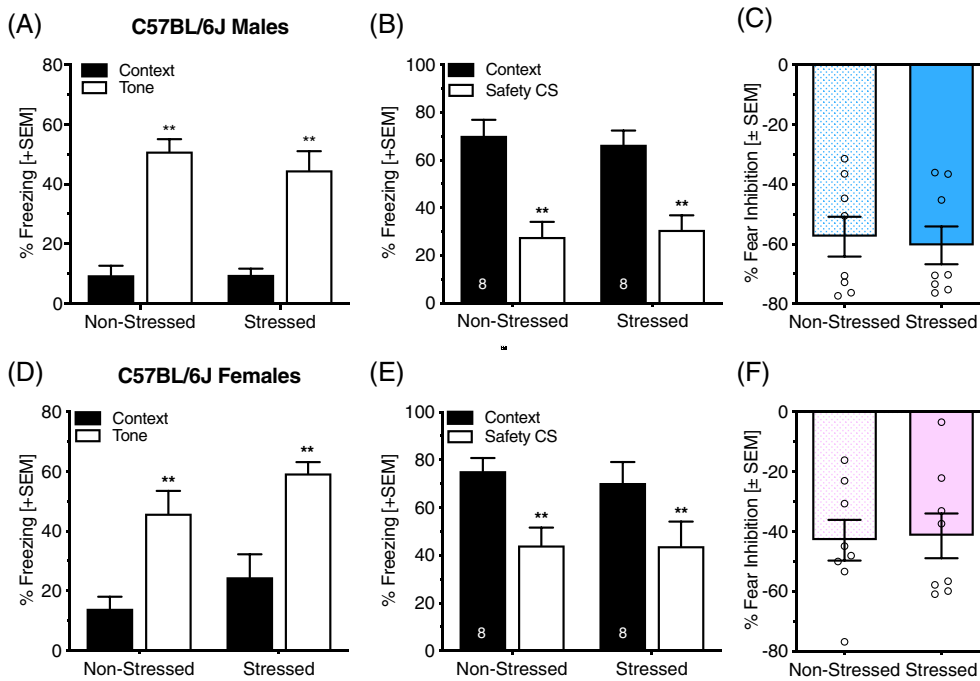 (A) C57BL/6J Males
80
60
40
20
0
% Freezing [+SEM]
Context
Tone
**
**
Non-Stressed Stressed
(B)
100
80
60
40
20
0
% Freezing [+SEM]
Context
Safety CS
**
**
8
8
Non-Stressed Stressed
(C)
0
-20
-40
-60
-80
% Fear Inhibition [± SEM]
Non-Stressed Stressed
(D) C57BL/6J Females
80
60
40
20
0
% Freezing [+SEM]
Context
Tone
**
**
Non-Stressed Stressed
(E)
100
80
60
40
20
0
% Freezing [+SEM]
Context
Safety CS
**
**
8
8
Non-Stressed Stressed
(F)
0
-20
-40
-60
-80
% Fear Inhibition [± SEM]
Non-Stressed Stressed